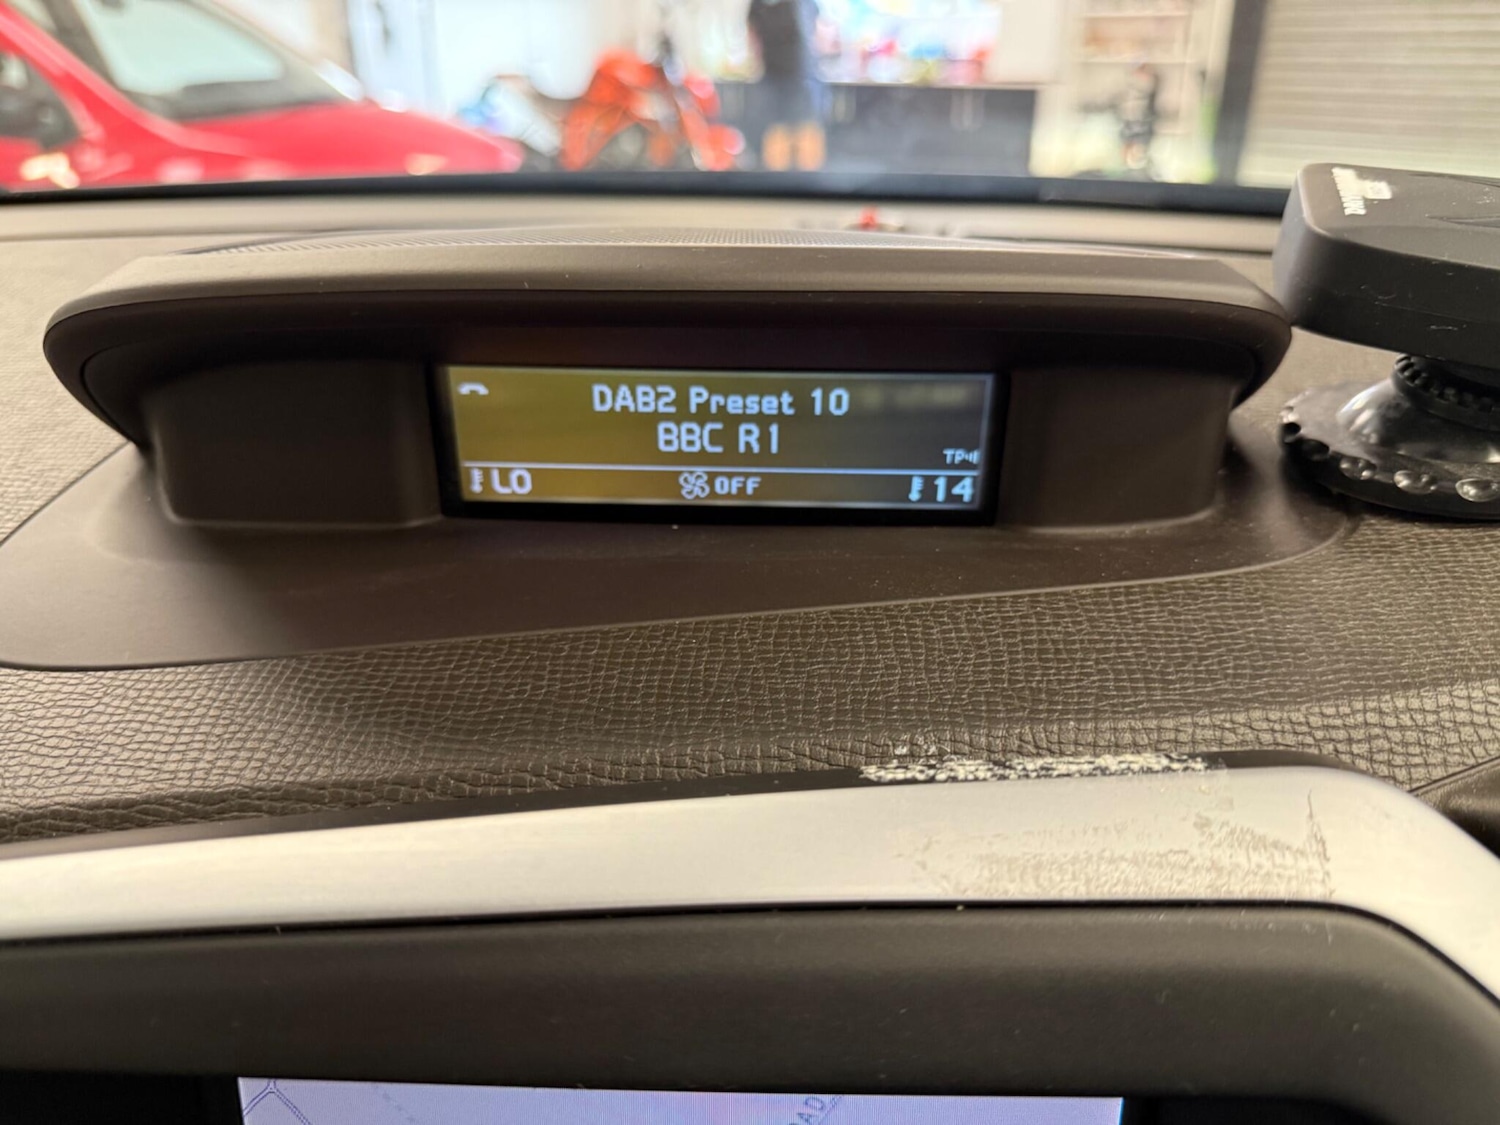 DAB2 Preset 10
BBC R1
TP
LO
OFF
14